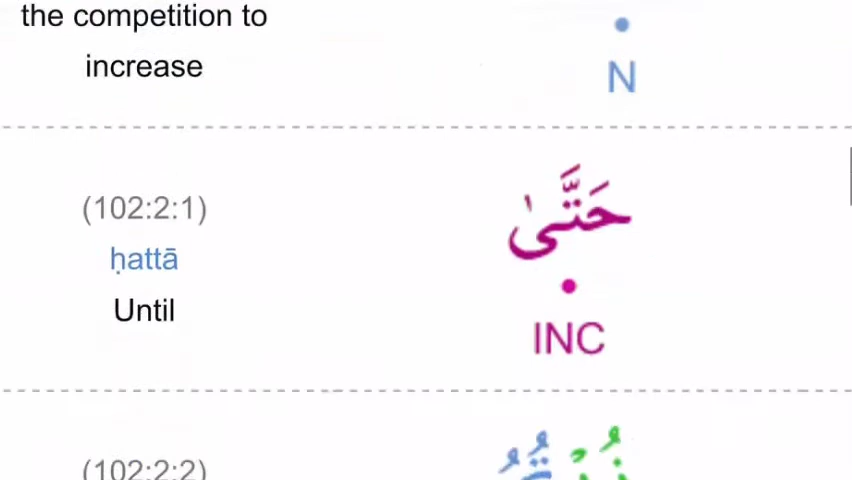 the competition to
increase
N
(102:2:1)
ḥattā
Until
حَتَّىٰ
INC
(102:2:2)